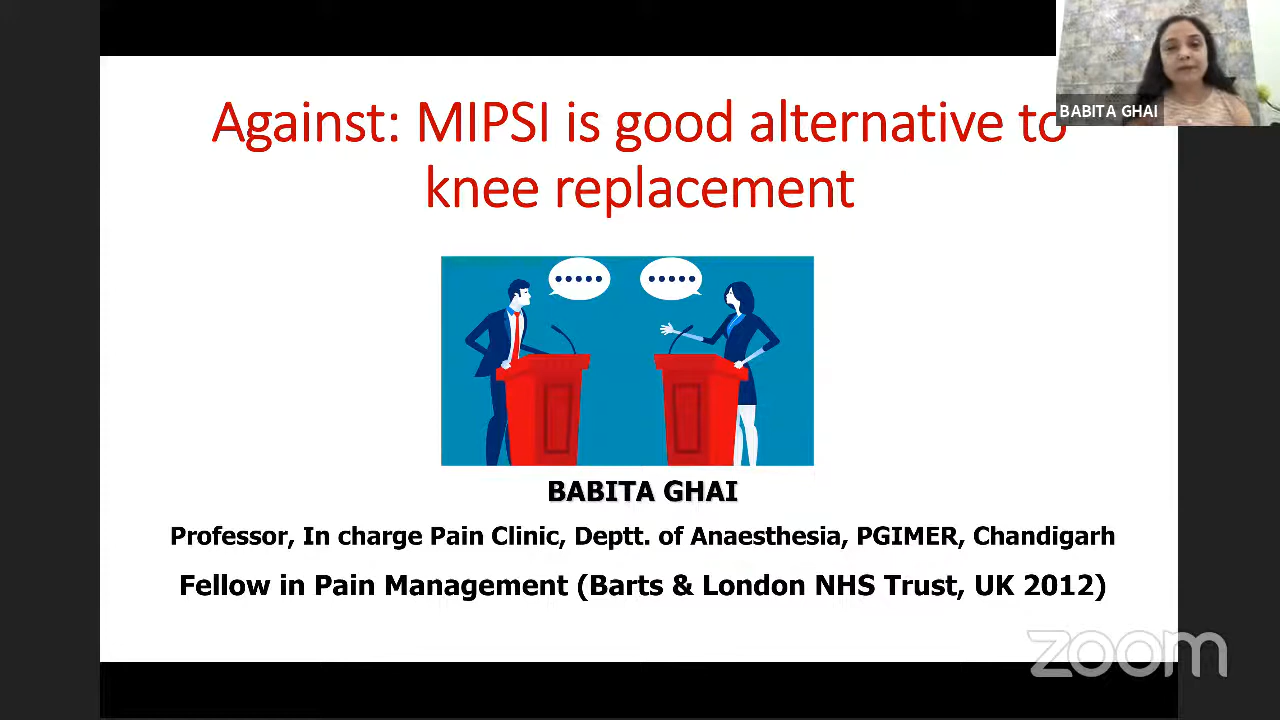 Against: MIPSI is good alternative to
knee replacement
BABITA GHAI
BABITA GHAI
Professor, In charge Pain Clinic, Deptt. of Anaesthesia, PGIMER, Chandigarh
Fellow in Pain Management (Barts & London NHS Trust, UK 2012)
zoom